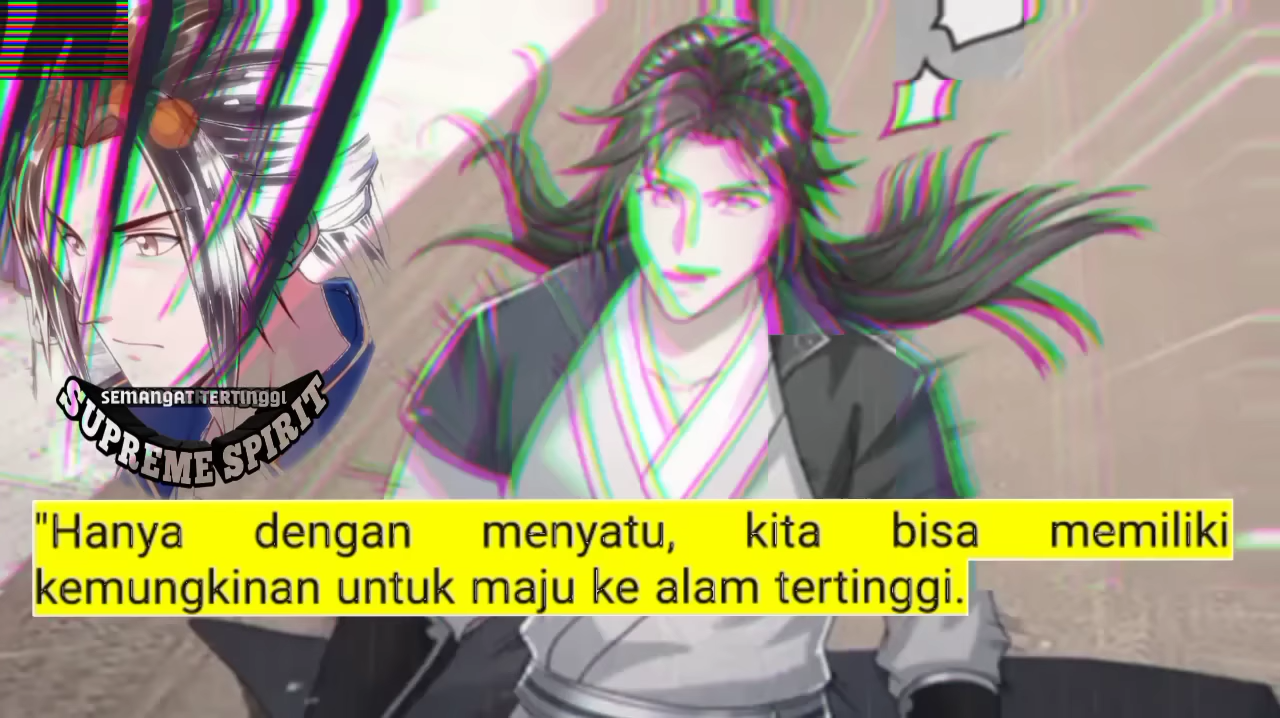 SEMANGAT TERTINGGI
SUPREME SPIRIT
"Hanya dengan menyatu, kita bisa memiliki
kemungkinan untuk maju ke alam tertinggi.